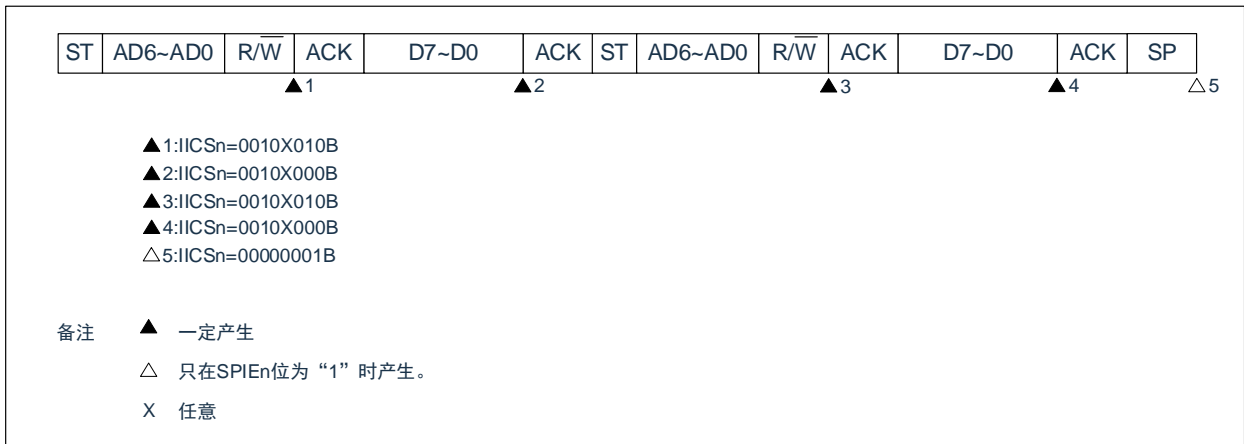 ST AD6~AD0 R/W̅ ACK D7~D0 ACK ST AD6~AD0 R/W̅ ACK D7~D0 ACK SP
▲1 ▲2 ▲3 ▲4 △5
▲1:IICSn=0010X010B
▲2:IICSn=0010X000B
▲3:IICSn=0010X010B
▲4:IICSn=0010X000B
△5:IICSn=00000001B
备注 ▲ 一定产生
△ 只在SPIEn位为“1”时产生。
X 任意